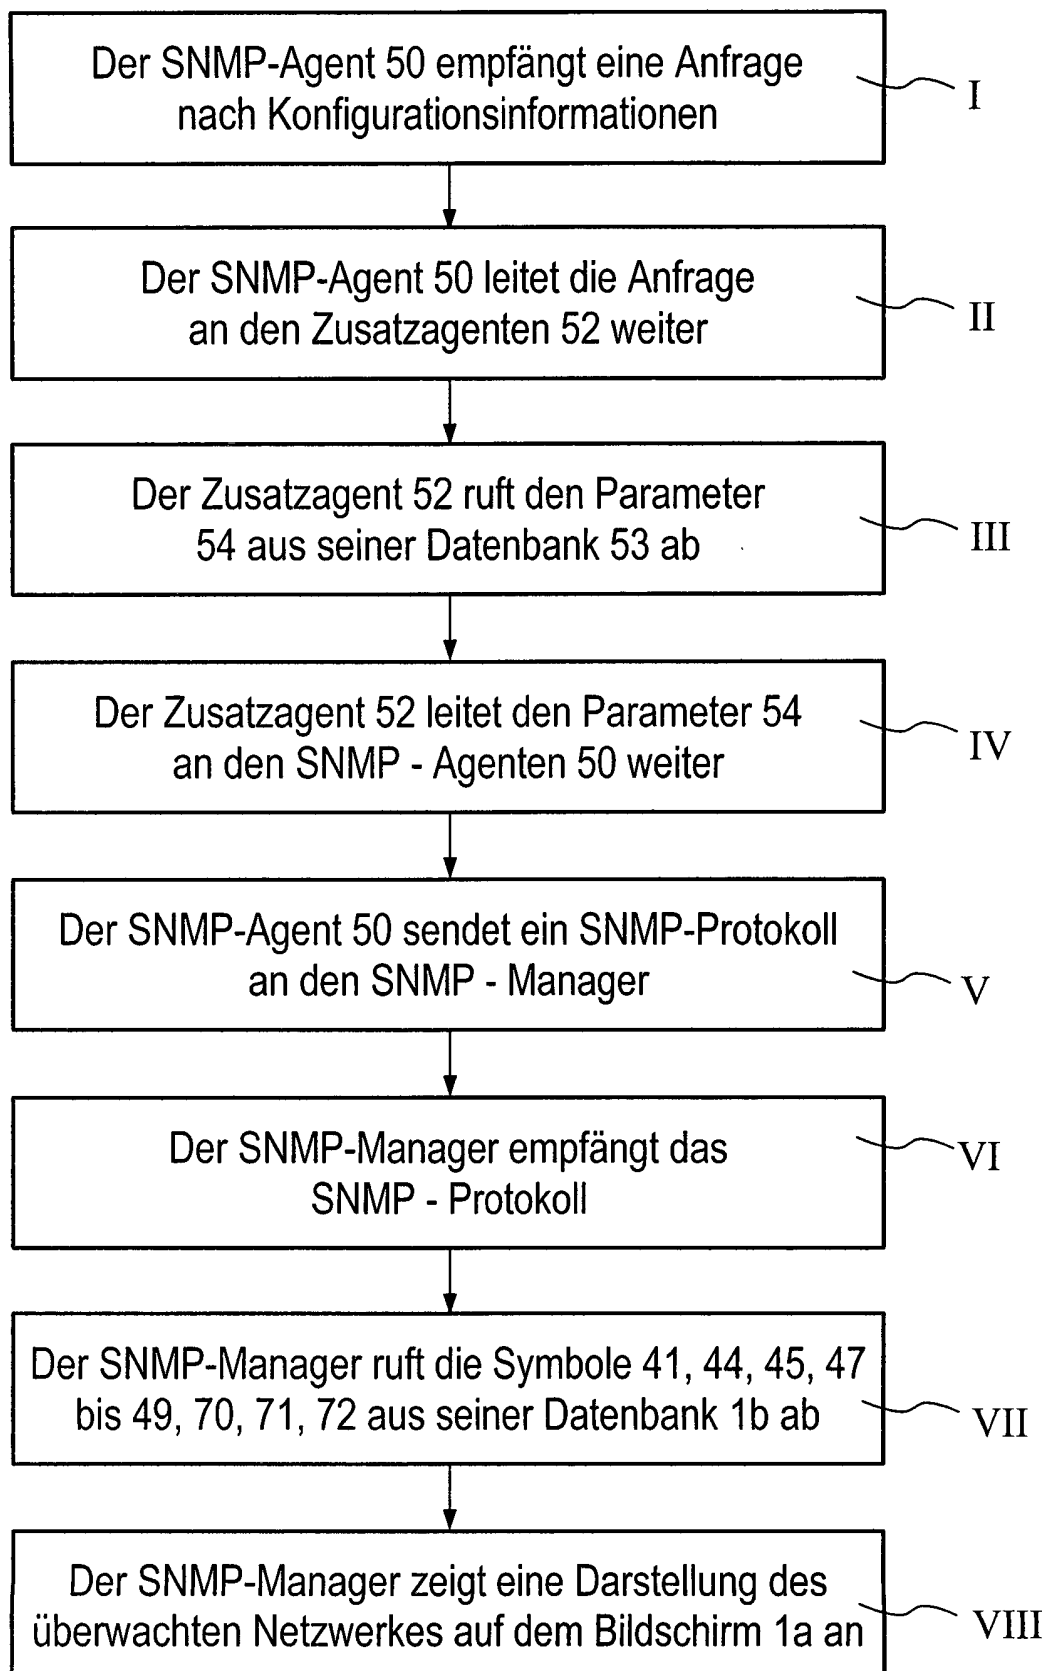 Der SNMP-Agent 50 empfängt eine Anfrage
nach Konfigurationsinformationen
I
Der SNMP-Agent 50 leitet die Anfrage
an den Zusatzagenten 52 weiter
II
Der Zusatzagent 52 ruft den Parameter
54 aus seiner Datenbank 53 ab
III
Der Zusatzagent 52 leitet den Parameter 54
an den SNMP - Agenten 50 weiter
IV
Der SNMP-Agent 50 sendet ein SNMP-Protokoll
an den SNMP - Manager
V
Der SNMP-Manager empfängt das
SNMP - Protokoll
VI
Der SNMP-Manager ruft die Symbole 41, 44, 45, 47
bis 49, 70, 71, 72 aus seiner Datenbank 1b ab
VII
Der SNMP-Manager zeigt eine Darstellung des
überwachten Netzwerkes auf dem Bildschirm 1a an
VIII